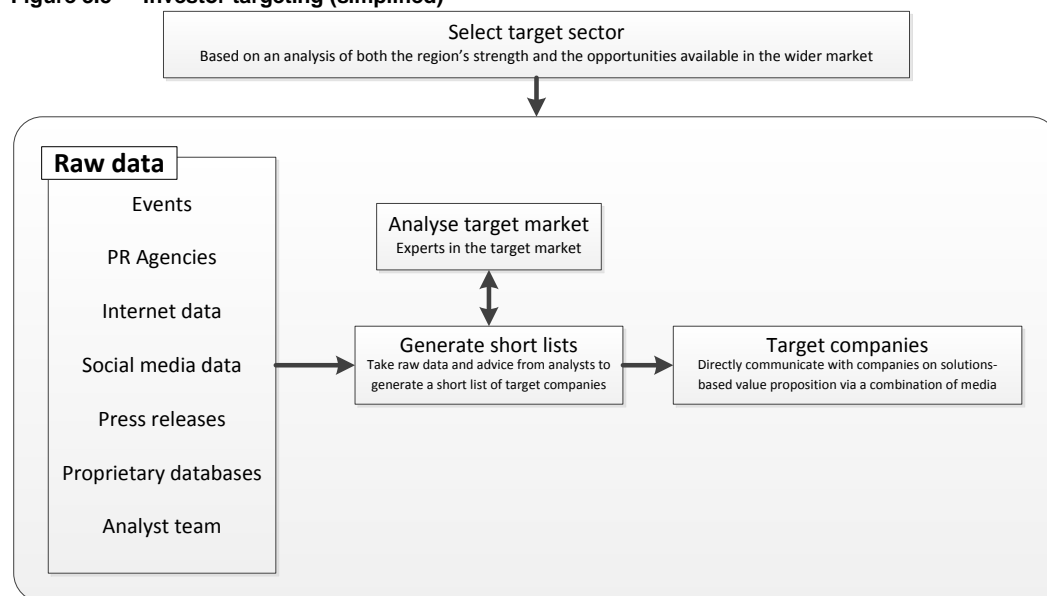 Investor targeting (simplified)
Select target sector
Based on an analysis of both the region's strength and the opportunities available in the wider market
Raw data
Events
PR Agencies
Internet data
Social media data
Press releases
Proprietary databases
Analyst team
Analyse target market
Experts in the target market
Generate short lists
Take raw data and advice from analysts to
generate a short list of target companies
Target companies
Directly communicate with companies on solutions-
based value proposition via a combination of media